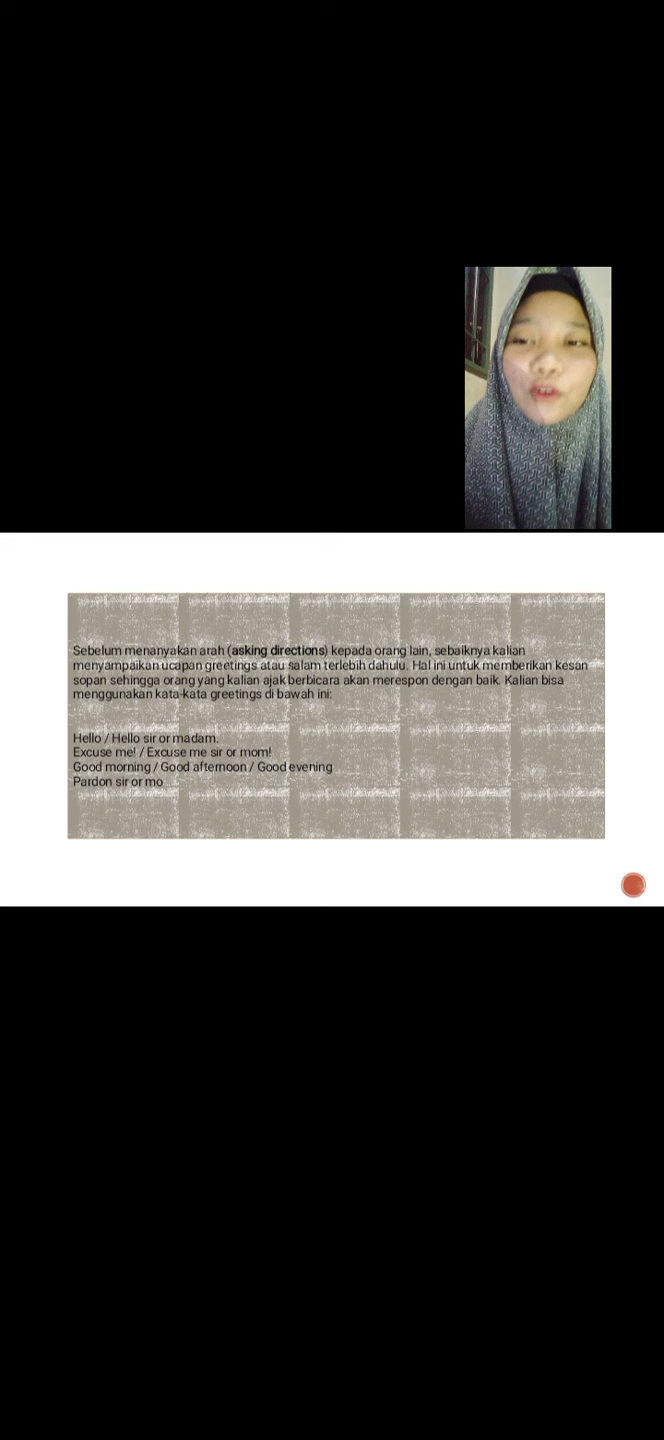 Sebelum menanyakan arah (asking directions) kepada orang lain, sebaiknya kalian
menyampaikan ucapan greetings atau salam terlebih dahulu. Hal ini untuk memberikan kesan
sopan sehingga orang yang kalian ajak berbicara akan merespon dengan baik. Kalian bisa
menggunakan kata-kata greetings di bawah ini:
Hello / Hello sir or madam.
Excuse me! / Excuse me sir or mom!
Good morning / Good afternoon / Good evening
Pardon sir or mo